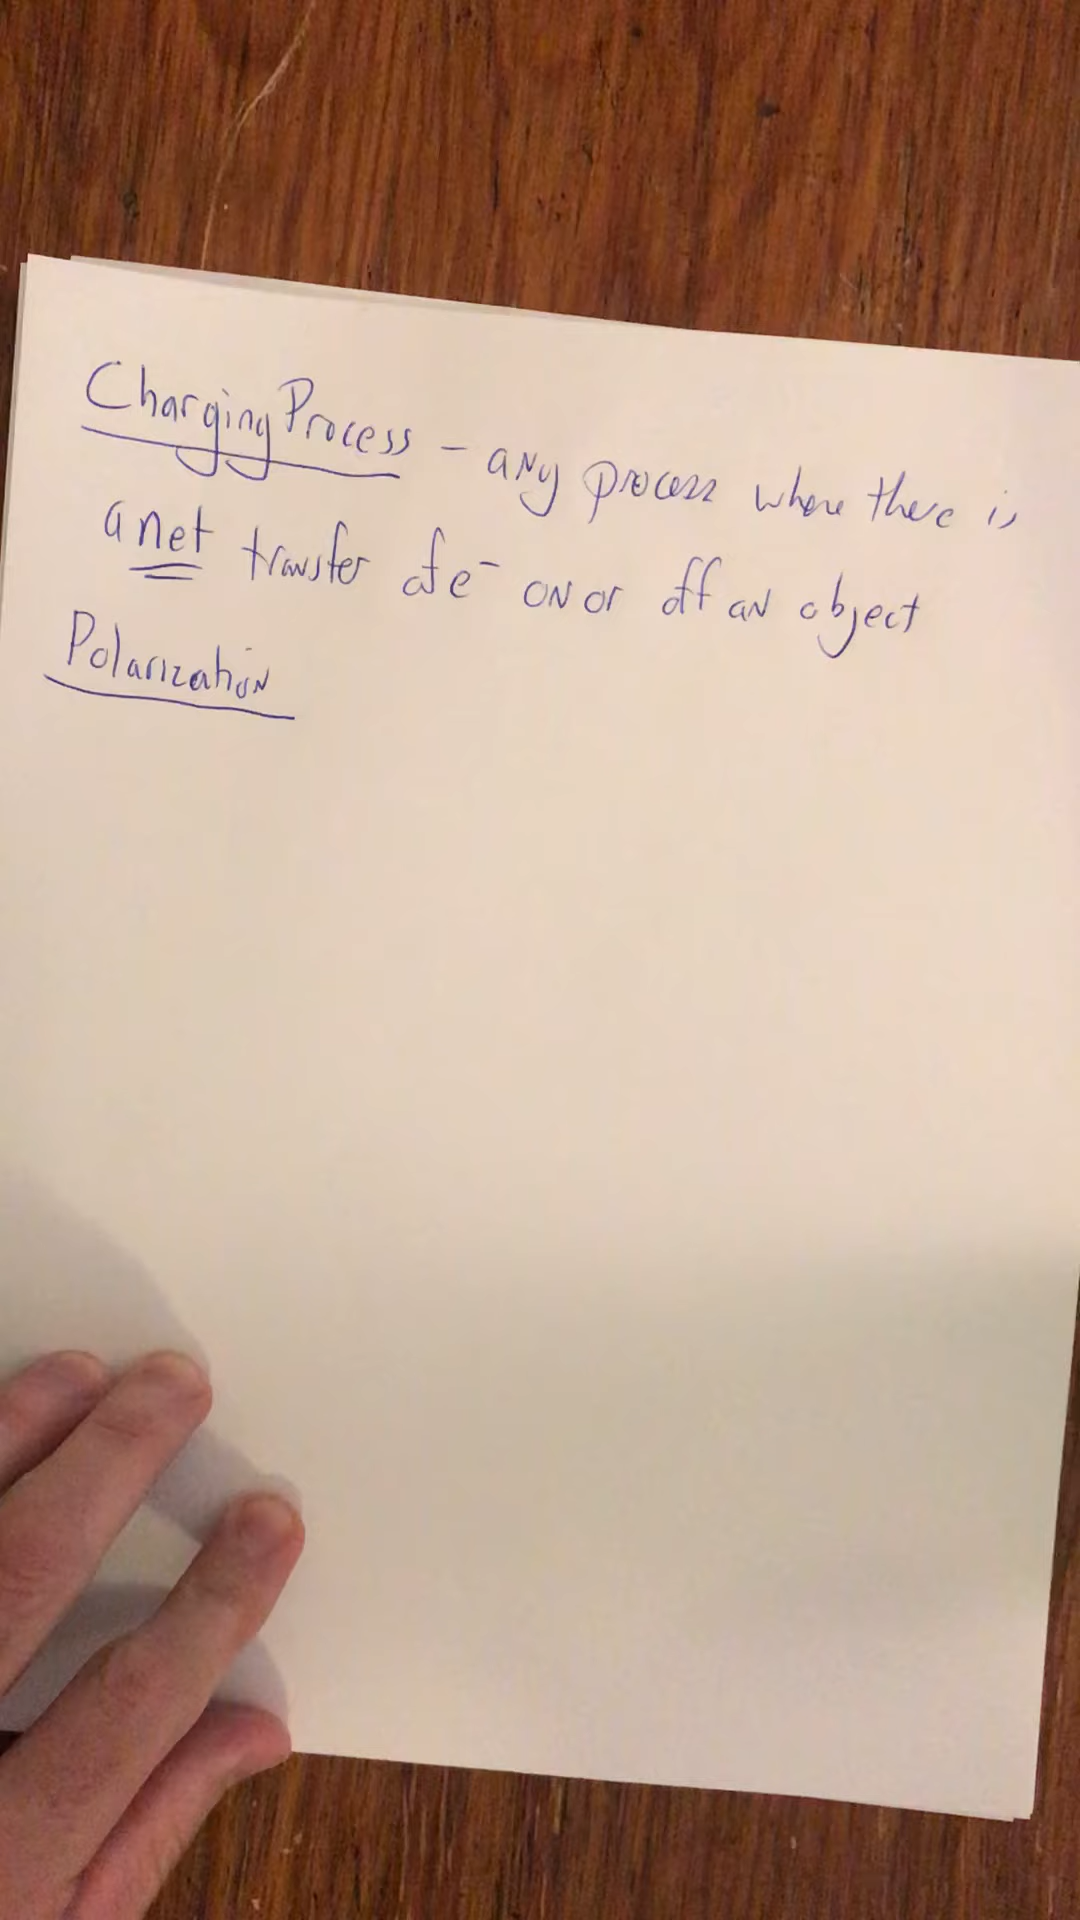 Charging Process - any process where there is
a net transfer of e⁻ on or off an object
Polarization